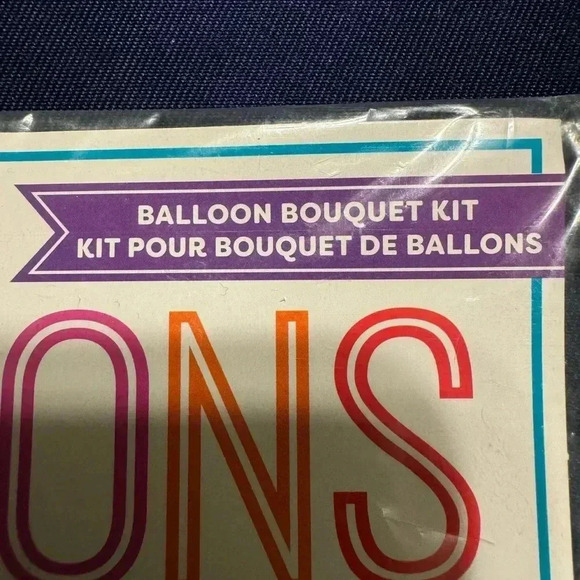 BALLOON BOUQUET KIT
KIT POUR BOUQUET DE BALLONS
ONS